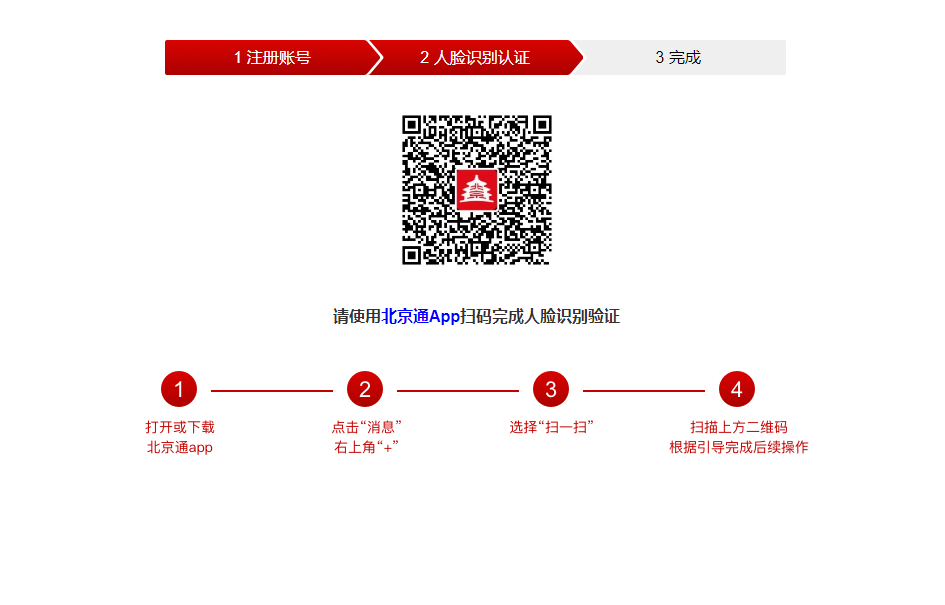 1 注册账号
2 人脸识别认证
3 完成
请使用北京通App扫码完成人脸识别验证
1
2
3
4
打开或下载
北京通app
点击“消息”
右上角“+”
选择“扫一扫”
扫描上方二维码
根据引导完成后续操作